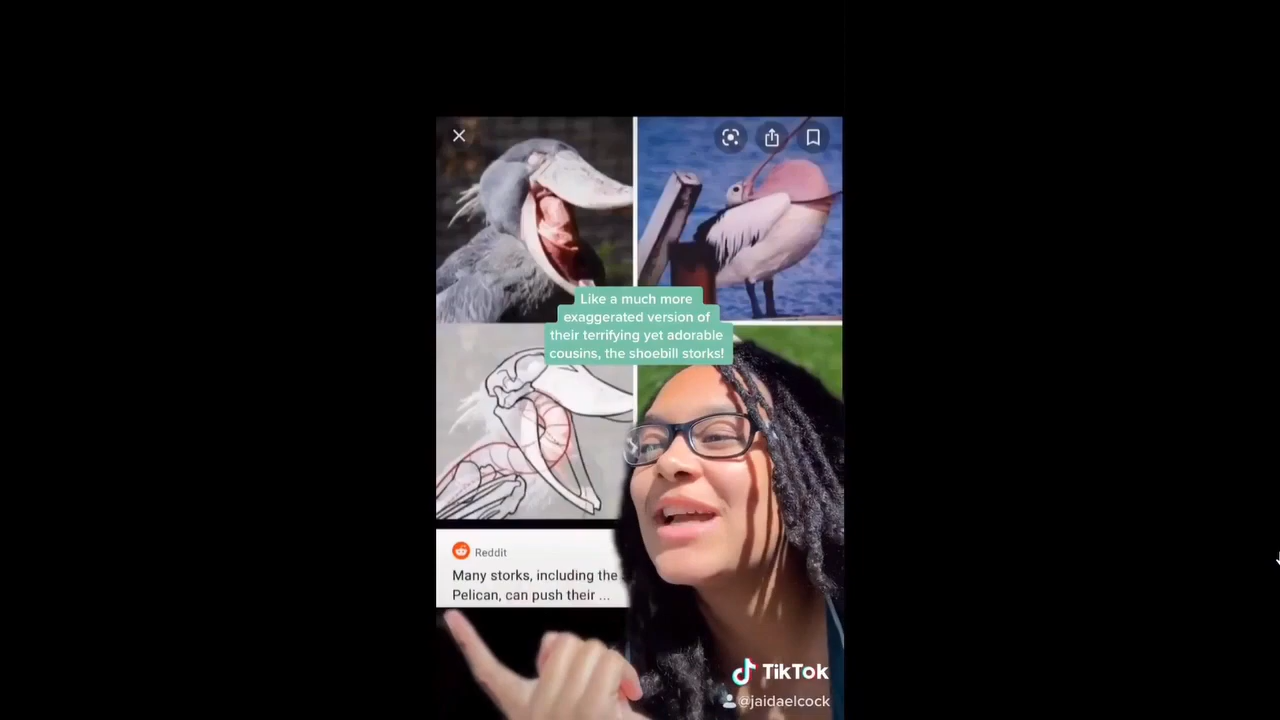 Like a much more
exaggerated version of
their terrifying yet adorable
cousins, the shoebill storks!
Reddit
Many storks, including the
Pelican, can push their ...
TikTok
@jaidaelcock